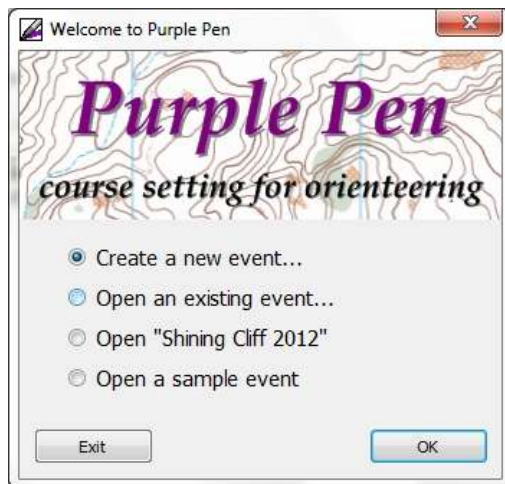 Welcome to Purple Pen
Purple Pen
course setting for orienteering
Create a new event...
Open an existing event...
Open "Shining Cliff 2012"
Open a sample event
Exit
OK